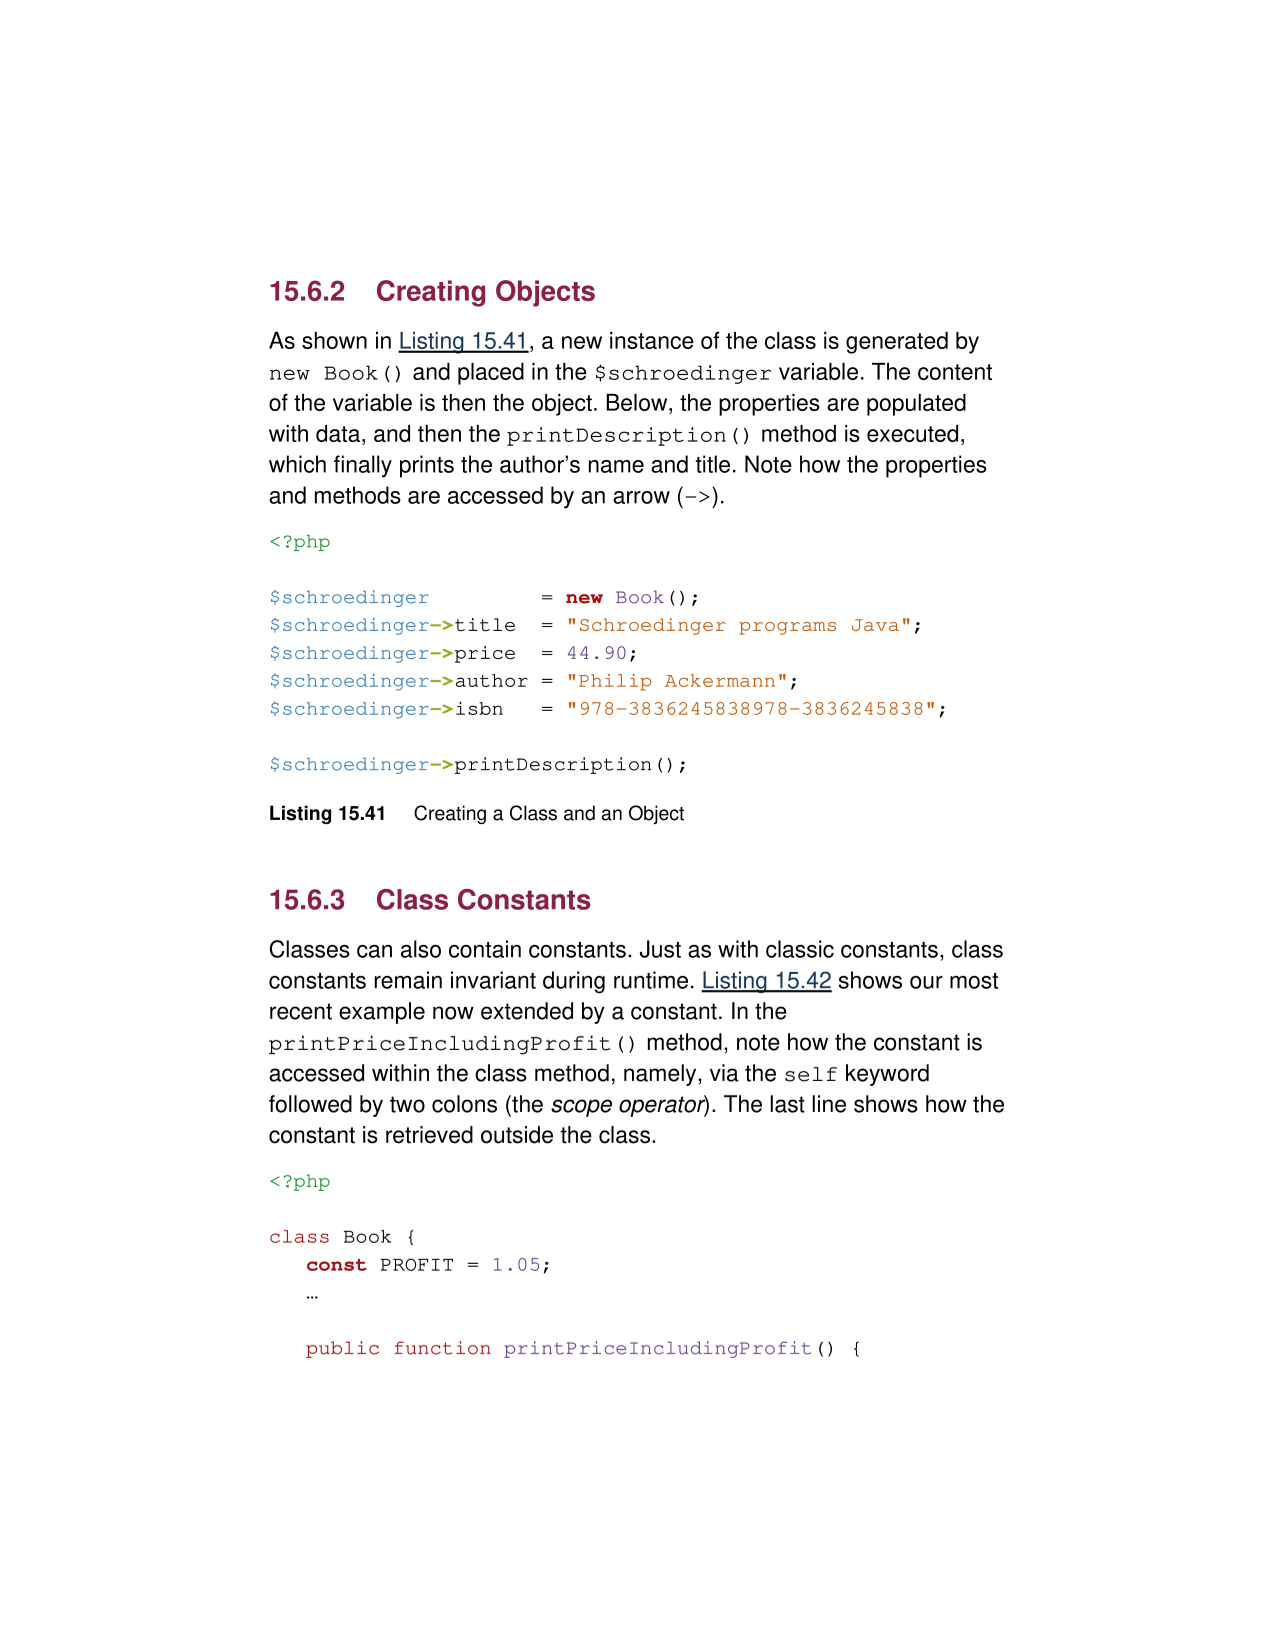 15.6.2 Creating Objects
As shown in Listing 15.41, a new instance of the class is generated by
new Book() and placed in the $schroedinger variable. The content
of the variable is then the object. Below, the properties are populated
with data, and then the printDescription() method is executed,
which finally prints the author’s name and title. Note how the properties
and methods are accessed by an arrow (->).
<?php
$schroedinger         = new Book();
$schroedinger->title  = "Schroedinger programs Java";
$schroedinger->price  = 44.90;
$schroedinger->author = "Philip Ackermann";
$schroedinger->isbn   = "978-3836245838978-3836245838";
$schroedinger->printDescription();
Listing 15.41 Creating a Class and an Object
15.6.3 Class Constants
Classes can also contain constants. Just as with classic constants, class
constants remain invariant during runtime. Listing 15.42 shows our most
recent example now extended by a constant. In the
printPriceIncludingProfit() method, note how the constant is
accessed within the class method, namely, via the self keyword
followed by two colons (the scope operator). The last line shows how the
constant is retrieved outside the class.
<?php
class Book {
   const PROFIT = 1.05;
   …
   public function printPriceIncludingProfit() {